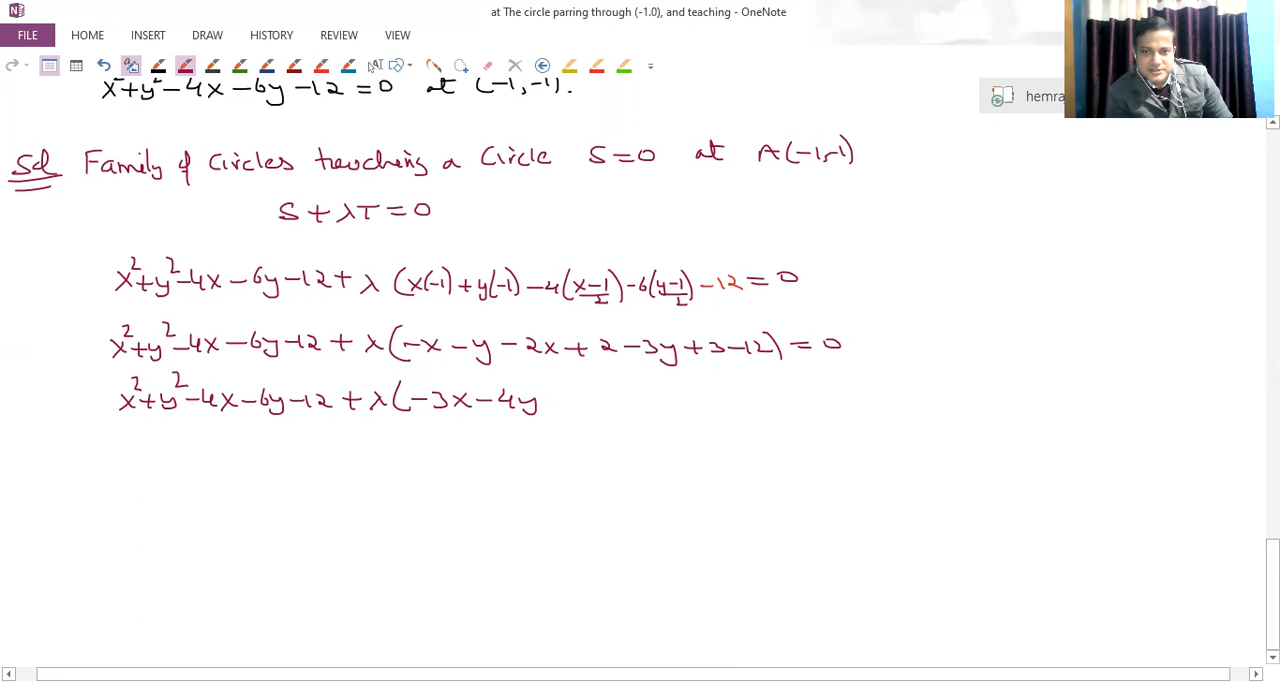 at The circle parring through (-1.0), and teaching - OneNote
FILE HOME INSERT DRAW HISTORY REVIEW VIEW
hemra
x²+y²-4x-6y-12=0 at (-1,-1).
Sol Family of Circles touching a Circle S=0 at A(-1,-1)
S+λT=0
x²+y²-4x-6y-12+λ(x(-1)+y(-1)-4(x-1/2)-6(y-1/2)-12=0
x²+y²-4x-6y-12+λ(-x-y-2x+2-3y+3-12)=0
x²+y²-4x-6y-12+λ(-3x-4y